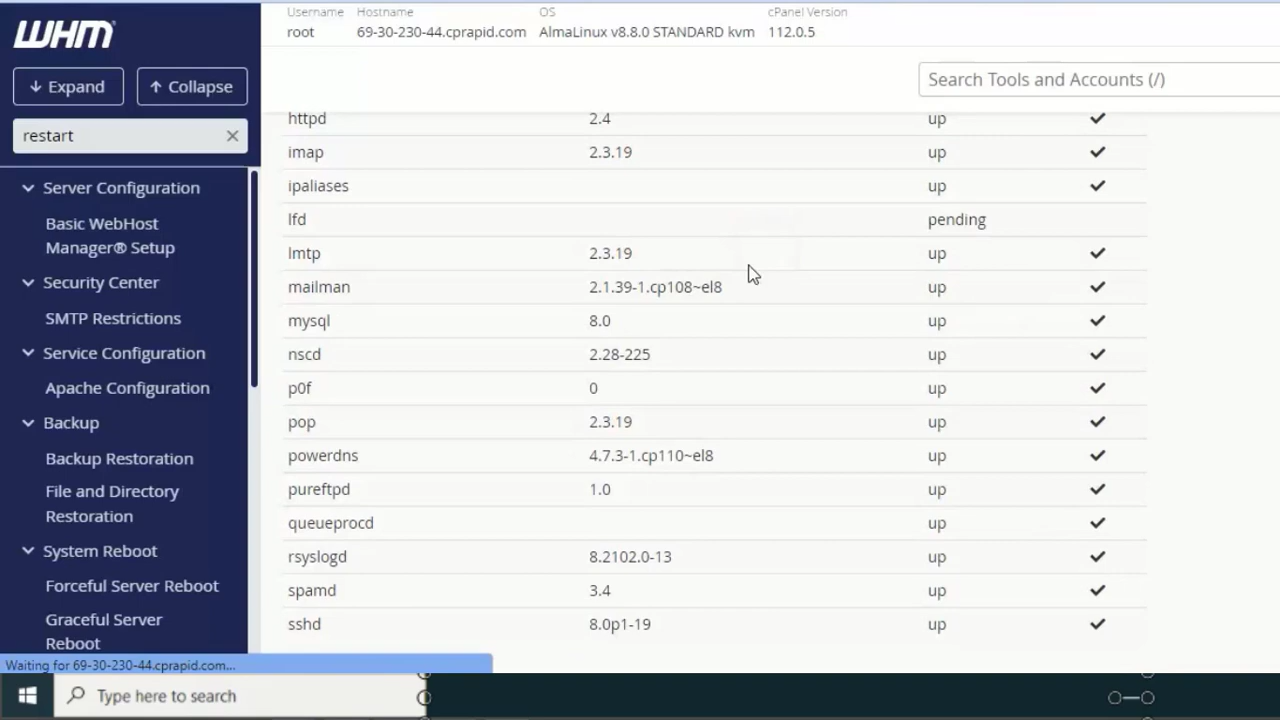 WHM
Username Hostname OS cPanel Version
root 69-30-230-44.cprapid.com AlmaLinux v8.8.0 STANDARD kvm 112.0.5
Expand Collapse
Search Tools and Accounts (/)
restart
Server Configuration
Basic WebHost
Manager® Setup
Security Center
SMTP Restrictions
Service Configuration
Apache Configuration
Backup
Backup Restoration
File and Directory
Restoration
System Reboot
Forceful Server Reboot
Graceful Server
Reboot
httpd 2.4 up
imap 2.3.19 up
ipaliases up
lfd pending
lmtp 2.3.19 up
mailman 2.1.39-1.cp108~el8 up
mysql 8.0 up
nscd 2.28-225 up
p0f 0 up
pop 2.3.19 up
powerdns 4.7.3-1.cp110~el8 up
pureftpd 1.0 up
queueprocd up
rsyslogd 8.2102.0-13 up
spamd 3.4 up
sshd 8.0p1-19 up
Waiting for 69-30-230-44.cprapid.com...
Type here to search